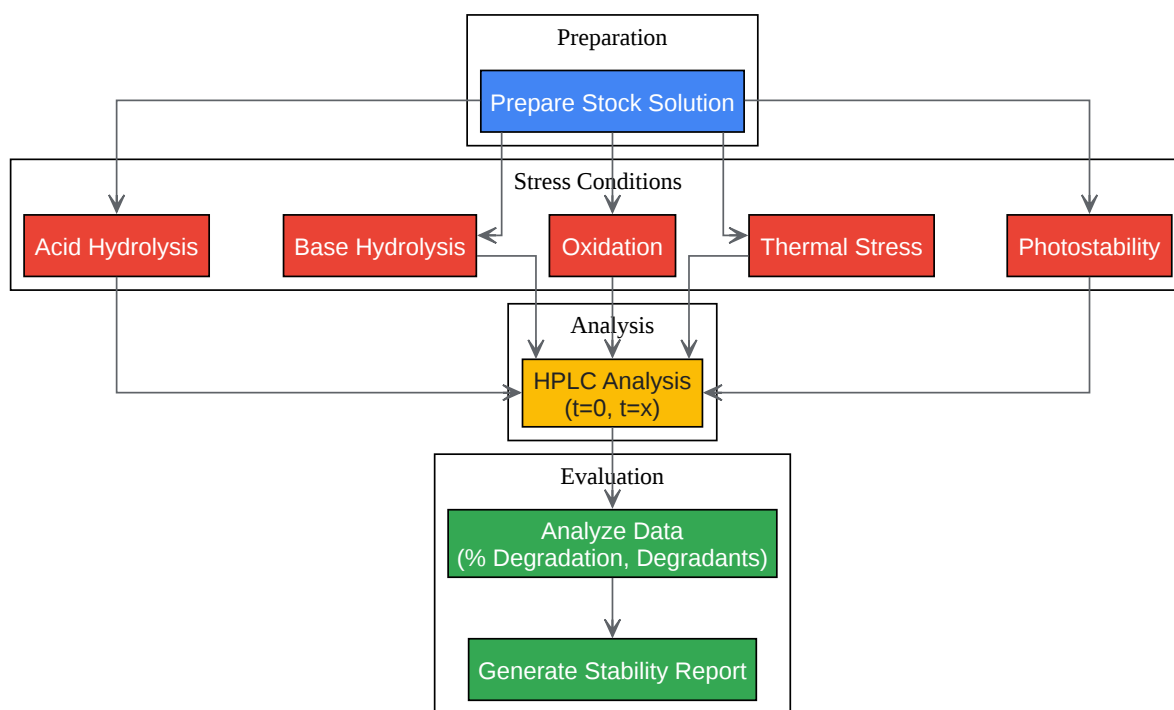 Preparation
Prepare Stock Solution
Stress Conditions
Acid Hydrolysis
Base Hydrolysis
Oxidation
Thermal Stress
Photostability
Analysis
HPLC Analysis
(t=0, t=x)
Evaluation
Analyze Data
(% Degradation, Degradants)
Generate Stability Report